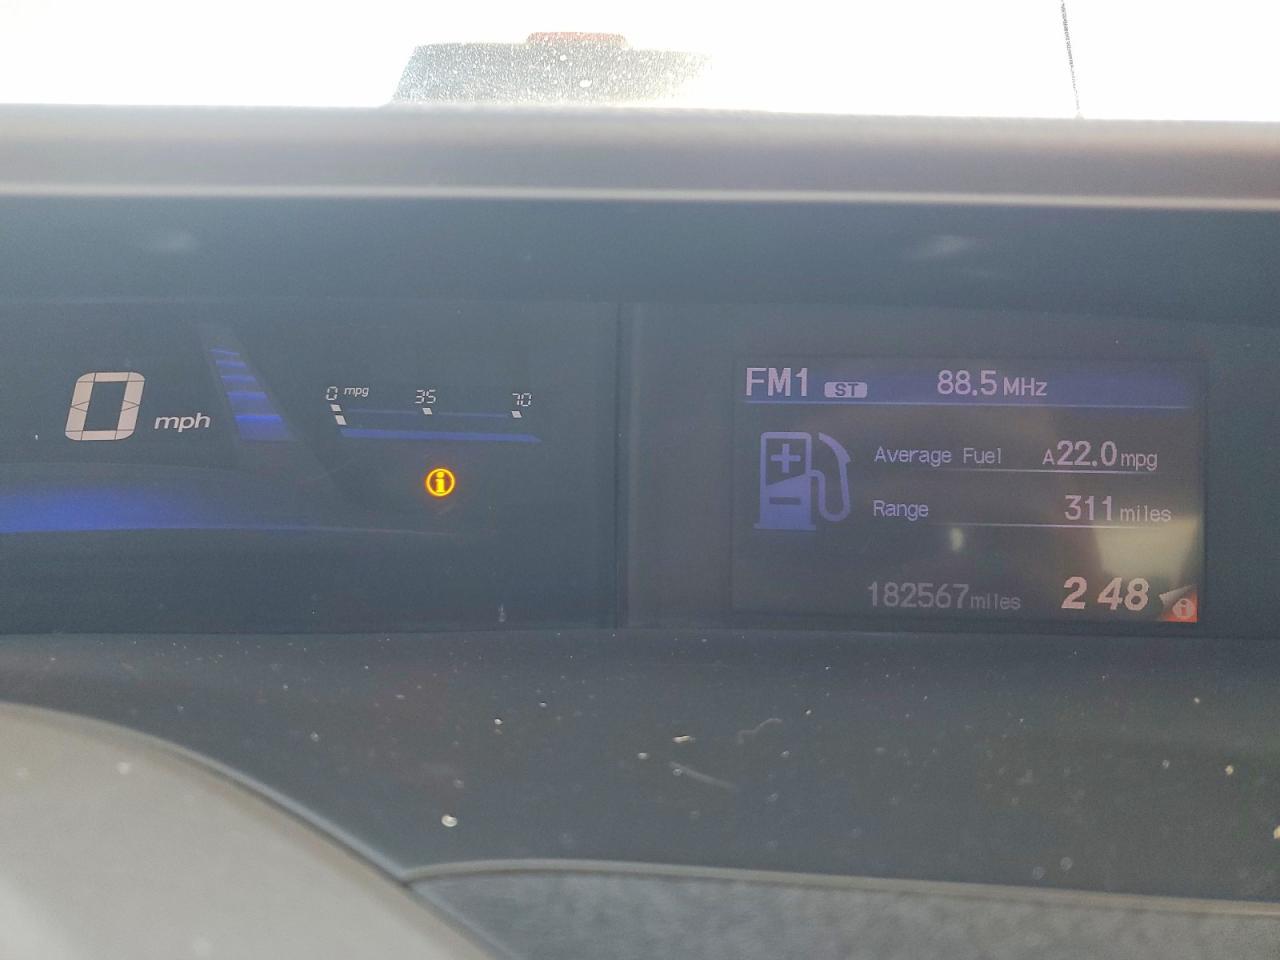 FM1 ST 88.5 MHz
0 mph
0 mpg 35 70
Average Fuel A22.0 mpg
Range 311 miles
182567 miles 2 48